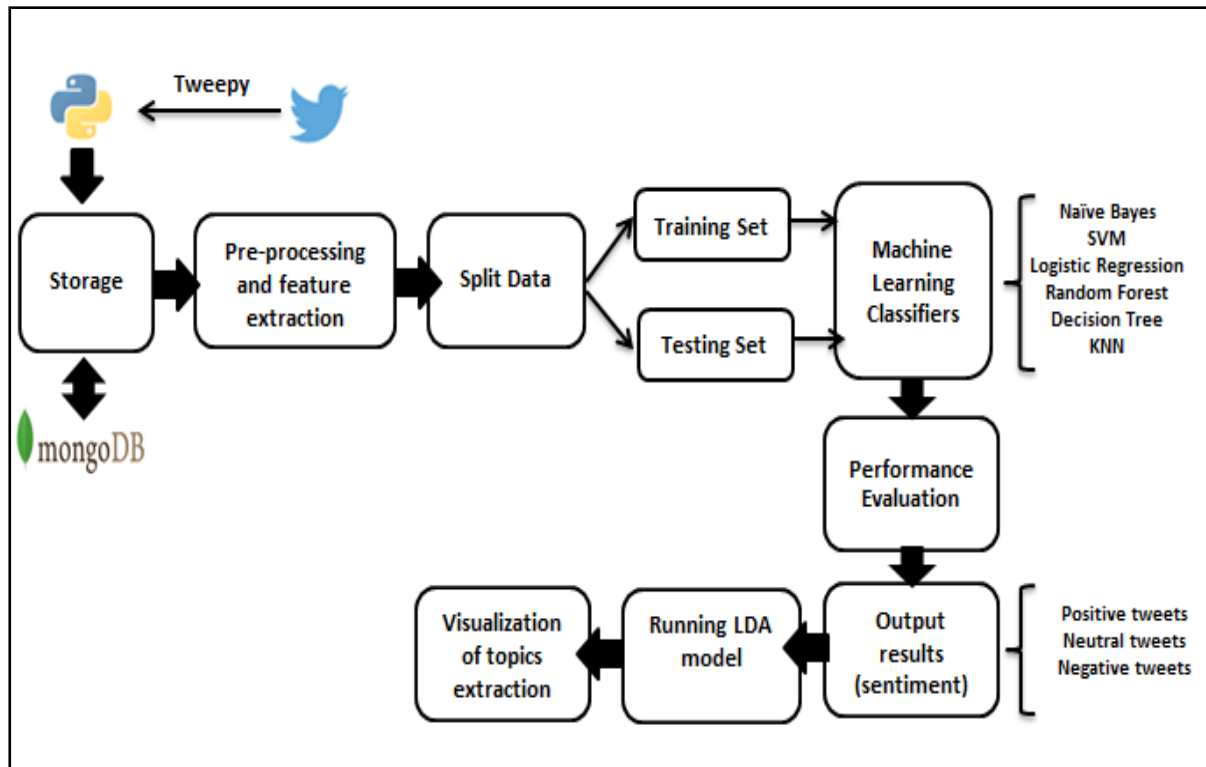 Tweepy
Storage
mongoDB
Pre-processing
and feature
extraction
Split Data
Training Set
Testing Set
Machine
Learning
Classifiers
Naïve Bayes
SVM
Logistic Regression
Random Forest
Decision Tree
KNN
Performance
Evaluation
Output
results
(sentiment)
Positive tweets
Neutral tweets
Negative tweets
Running LDA
model
Visualization
of topics
extraction